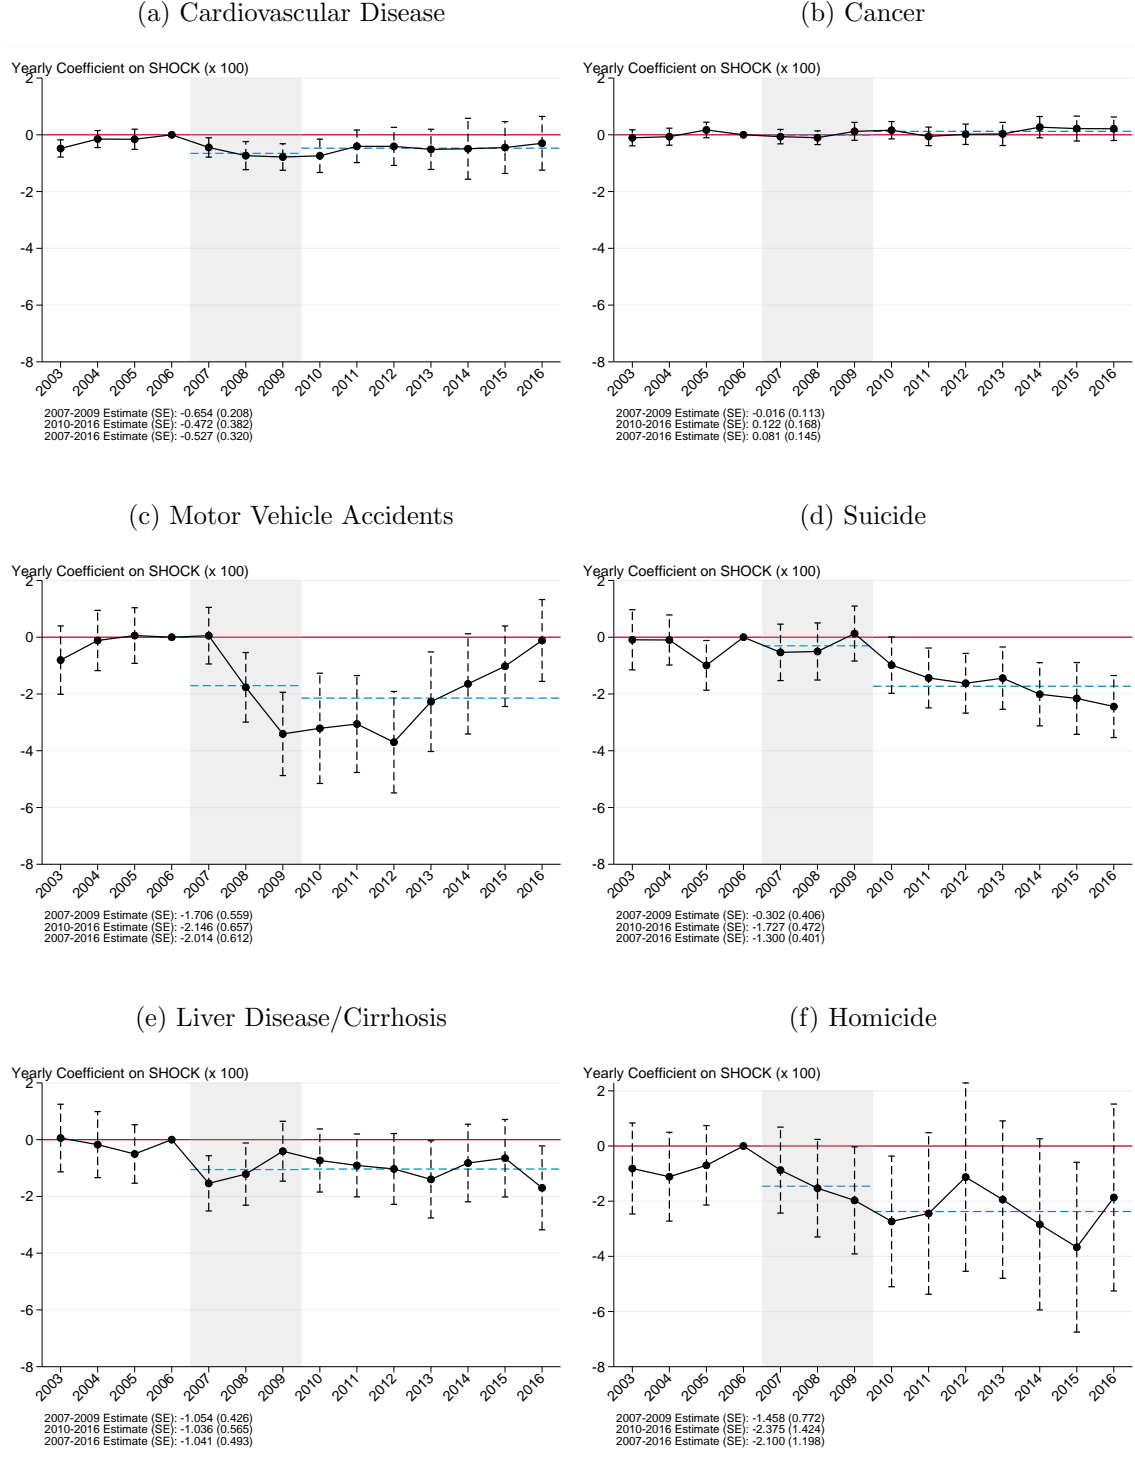 (a) Cardiovascular Disease
Yearly Coefficient on SHOCK (x 100)
2
0
-2
-4
-6
-8
2003 2004 2005 2006 2007 2008 2009 2010 2011 2012 2013 2014 2015 2016
2007-2009 Estimate (SE): -0.654 (0.208)
2010-2016 Estimate (SE): -0.472 (0.382)
2007-2016 Estimate (SE): -0.527 (0.320)
(b) Cancer
Yearly Coefficient on SHOCK (x 100)
2
0
-2
-4
-6
-8
2003 2004 2005 2006 2007 2008 2009 2010 2011 2012 2013 2014 2015 2016
2007-2009 Estimate (SE): -0.016 (0.113)
2010-2016 Estimate (SE): 0.122 (0.168)
2007-2016 Estimate (SE): 0.081 (0.145)
(c) Motor Vehicle Accidents
Yearly Coefficient on SHOCK (x 100)
2
0
-2
-4
-6
-8
2003 2004 2005 2006 2007 2008 2009 2010 2011 2012 2013 2014 2015 2016
2007-2009 Estimate (SE): -1.706 (0.559)
2010-2016 Estimate (SE): -2.146 (0.657)
2007-2016 Estimate (SE): -2.014 (0.612)
(d) Suicide
Yearly Coefficient on SHOCK (x 100)
2
0
-2
-4
-6
-8
2003 2004 2005 2006 2007 2008 2009 2010 2011 2012 2013 2014 2015 2016
2007-2009 Estimate (SE): -0.302 (0.406)
2010-2016 Estimate (SE): -1.727 (0.472)
2007-2016 Estimate (SE): -1.300 (0.401)
(e) Liver Disease/Cirrhosis
Yearly Coefficient on SHOCK (x 100)
2
0
-2
-4
-6
-8
2003 2004 2005 2006 2007 2008 2009 2010 2011 2012 2013 2014 2015 2016
2007-2009 Estimate (SE): -1.054 (0.426)
2010-2016 Estimate (SE): -1.036 (0.565)
2007-2016 Estimate (SE): -1.041 (0.493)
(f) Homicide
Yearly Coefficient on SHOCK (x 100)
2
0
-2
-4
-6
-8
2003 2004 2005 2006 2007 2008 2009 2010 2011 2012 2013 2014 2015 2016
2007-2009 Estimate (SE): -1.458 (0.772)
2010-2016 Estimate (SE): -2.375 (1.424)
2007-2016 Estimate (SE): -2.100 (1.198)